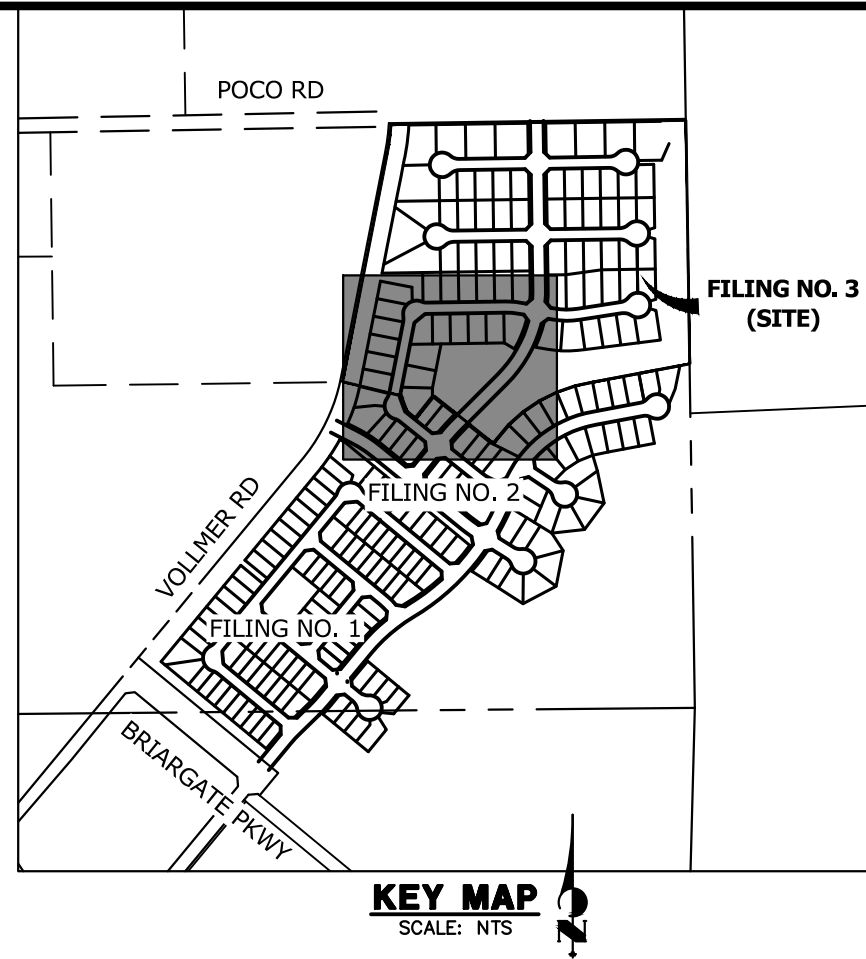 POCO RD
FILING NO. 3
(SITE)
FILING NO. 2
VOLLMER RD
FILING NO. 1
BRIARGATE PKWY
KEY MAP
SCALE: NTS
N